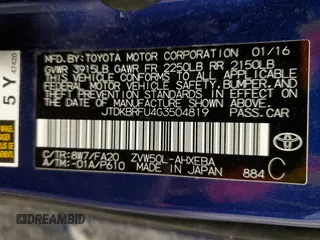 MFD. BY: TOYOTA MOTOR CORPORATION 01/16
GVWR 3915LB GAWR FR 2250LB RR 2150LB
THIS VEHICLE CONFORMS TO ALL APPLICABLE
FEDERAL MOTOR VEHICLE SAFETY, BUMPER, AND
THEFT PREVENTION STANDARDS IN EFFECT ON
THE DATE OF MANUFACTURE SHOWN ABOVE.
JTDKBRFU4G3504819 PASS.CAR
C/TR: 8W7/FA20 ZVW50L-AHXEBA
A/TM: -01A/P610 MADE IN JAPAN 884 C
TOYOTA
5 Y
47420
© DREAMBID